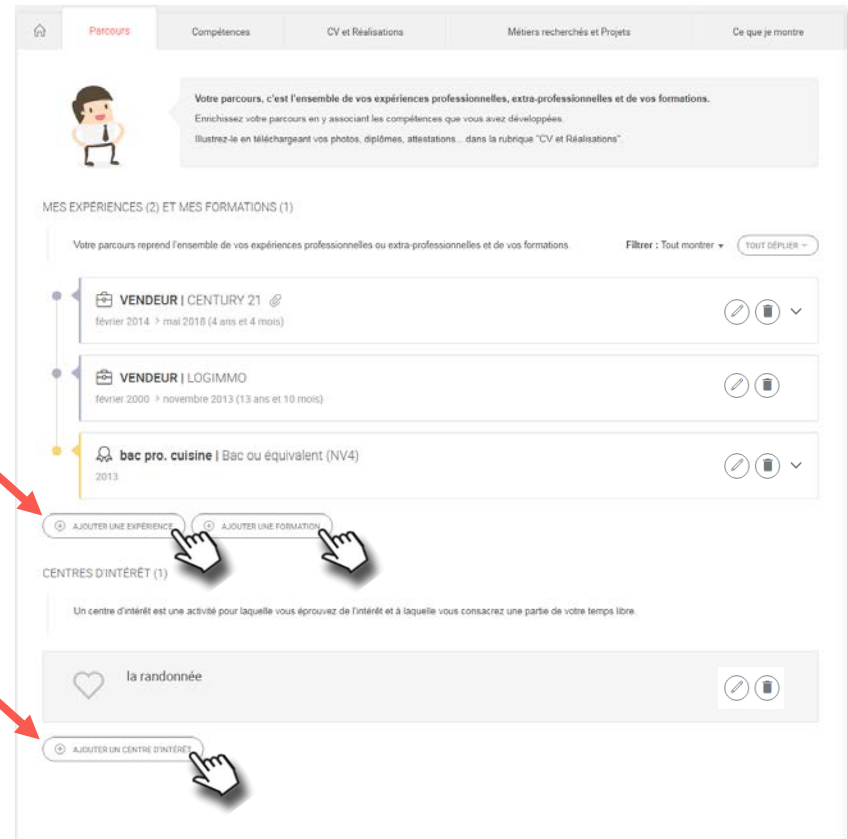 Parcours Compétences CV et Réalisations Métiers recherchés et Projets Ce que je montre
Votre parcours, c'est l'ensemble de vos expériences professionnelles, extra-professionnelles et de vos formations.
Enrichissez votre parcours en y associant les compétences que vous avez développées.
Illustrez-le en téléchargeant vos photos, diplômes, attestations... dans la rubrique "CV et Réalisations".
MES EXPÉRIENCES (2) ET MES FORMATIONS (1)
Votre parcours reprend l'ensemble de vos expériences professionnelles ou extra-professionnelles et de vos formations. Filtrer : Tout montrer TOUT DÉPLIER
VENDEUR | CENTURY 21
février 2014 > mai 2018 (4 ans et 4 mois)
VENDEUR | LOGIMMO
février 2000 > novembre 2013 (13 ans et 10 mois)
bac pro. cuisine | Bac ou équivalent (NV4)
2013
AJOUTER UNE EXPÉRIENCE AJOUTER UNE FORMATION
CENTRES D'INTÉRÊT (1)
Un centre d'intérêt est une activité pour laquelle vous éprouvez de l'intérêt et à laquelle vous consacrez une partie de votre temps libre.
la randonnée
AJOUTER UN CENTRE D'INTÉRÊT